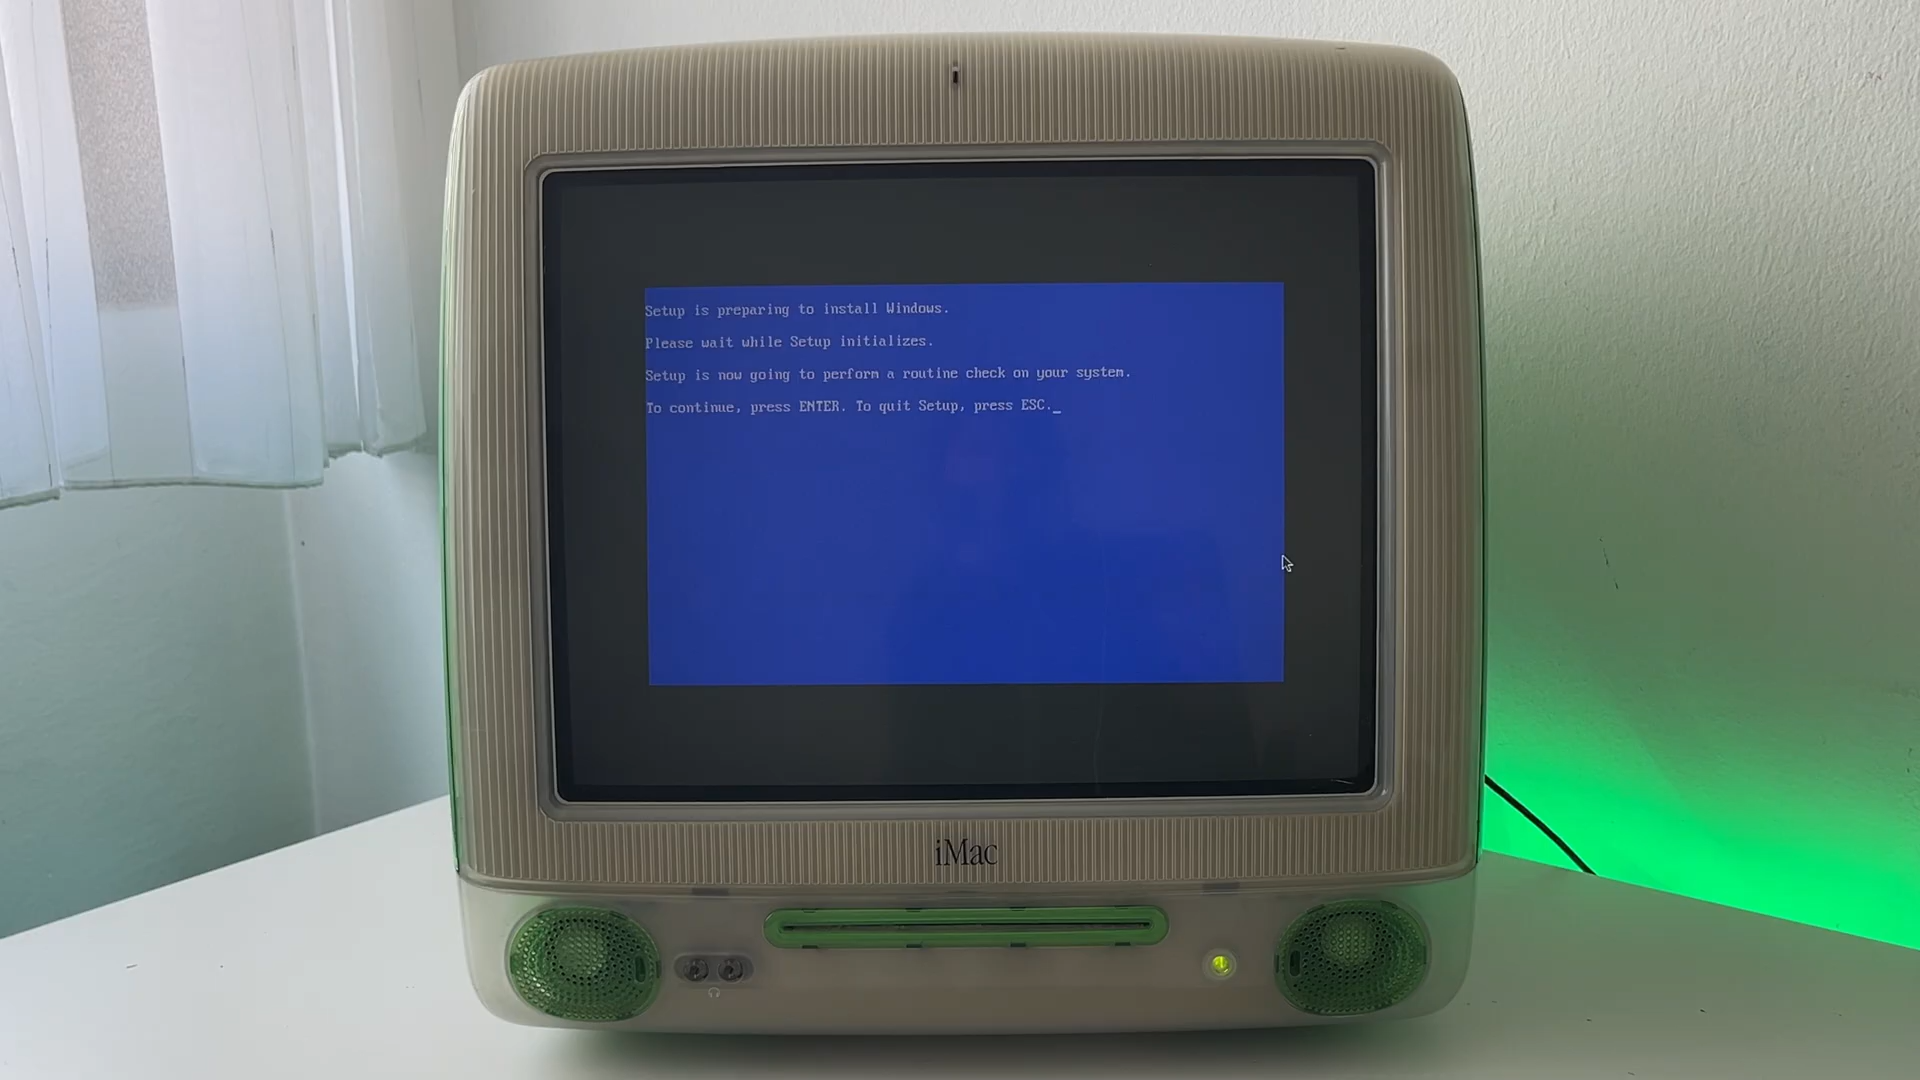 Setup is preparing to install Windows.
Please wait while Setup initializes.
Setup is now going to perform a routine check on your system.
To continue, press ENTER. To quit Setup, press ESC._
iMac